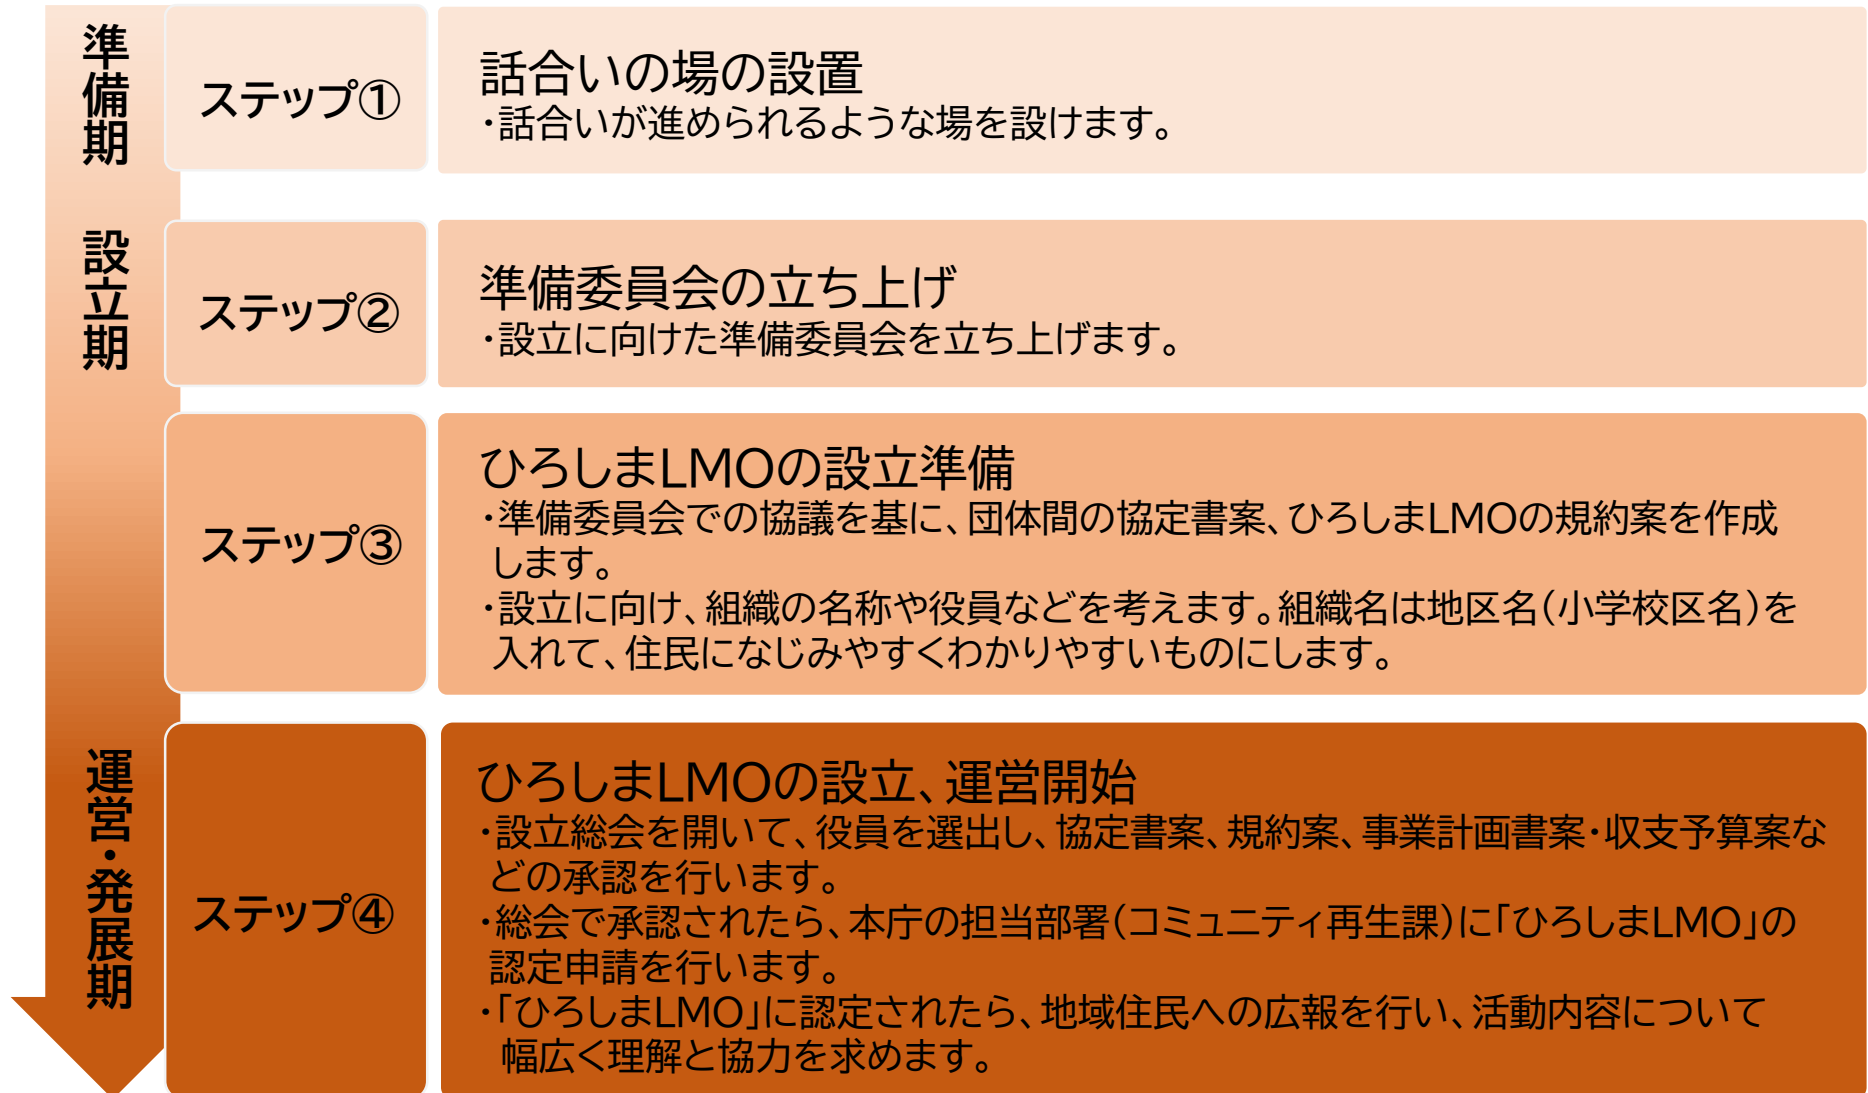 準備期
ステップ①
話合いの場の設置
・話合いが進められるような場を設けます。
設立期
ステップ②
準備委員会の立ち上げ
・設立に向けた準備委員会を立ち上げます。
ステップ③
ひろしまLMOの設立準備
・準備委員会での協議を基に、団体間の協定書案、ひろしまLMOの規約案を作成
します。
・設立に向け、組織の名称や役員などを考えます。組織名は地区名(小学校区名)を
入れて、住民になじみやすくわかりやすいものにします。
運営・発展期
ステップ④
ひろしまLMOの設立、運営開始
・設立総会を開いて、役員を選出し、協定書案、規約案、事業計画書案・収支予算案な
どの承認を行います。
・総会で承認されたら、本庁の担当部署(コミュニティ再生課)に「ひろしまLMO」の
認定申請を行います。
・「ひろしまLMO」に認定されたら、地域住民への広報を行い、活動内容について
幅広く理解と協力を求めます。